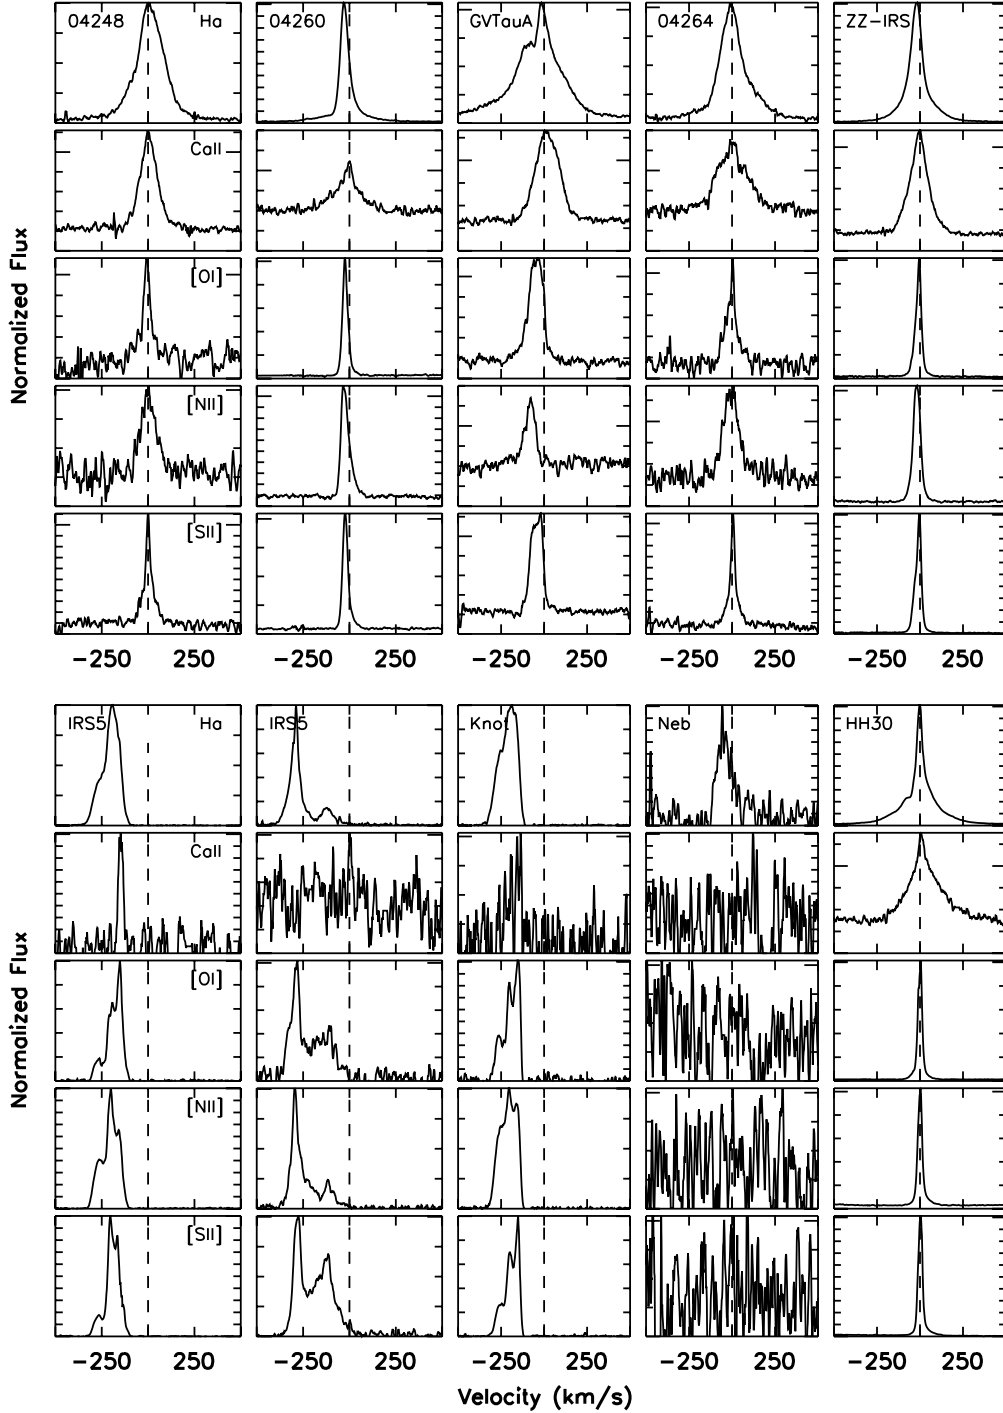 04248 Ha 04260 GVTauA 04264 ZZ-IRS
CaII
[OI]
[NII]
[SII]
Normalized Flux
-250 250 -250 250 -250 250 -250 250 -250 250
IRS5 Ha IRS5 Knot Neb HH30
CaII
[OI]
[NII]
[SII]
Normalized Flux
-250 250 -250 250 -250 250 -250 250 -250 250
Velocity (km/s)